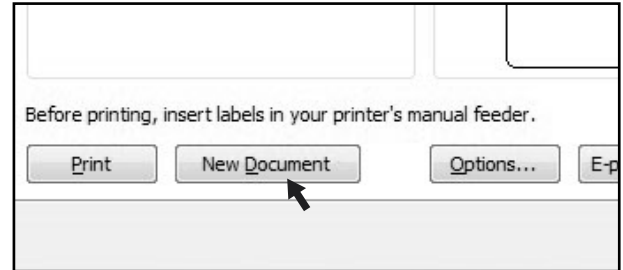 Before printing, insert labels in your printer's manual feeder.
Print New Document Options... E-p